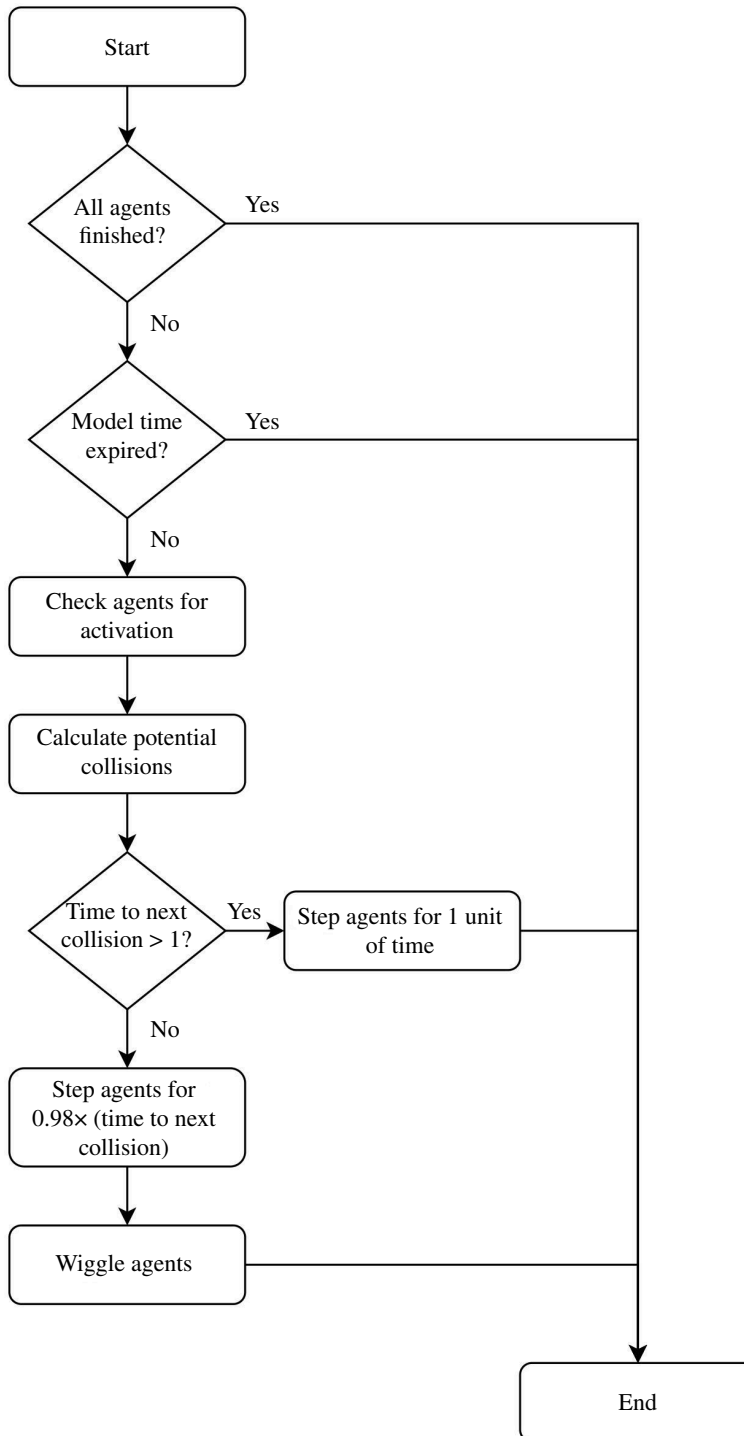 Start
All agents
finished?
Yes
No
Model time
expired?
Yes
No
Check agents for
activation
Calculate potential
collisions
Time to next
collision > 1?
Yes
Step agents for 1 unit
of time
No
Step agents for
0.98× (time to next
collision)
Wiggle agents
End